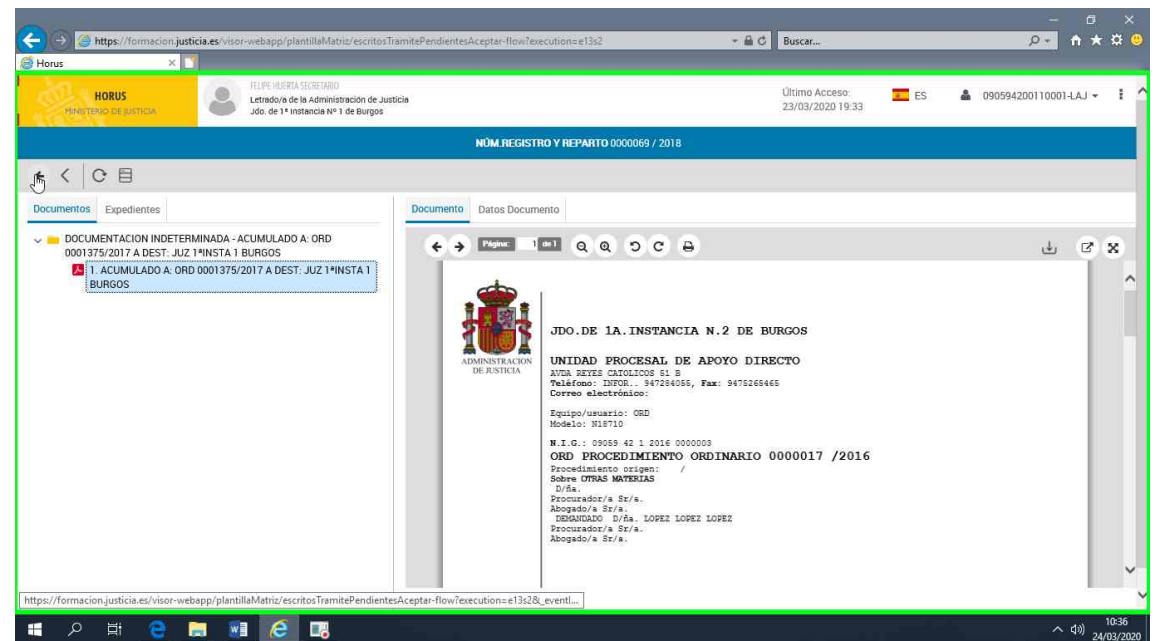 https://formacion.justicia.es/visor-webapp/plantillaMatriz/escritosTramitePendientesAceptar-flow?execution=e13s2
Buscar...
Horus
HORUS
MINISTERIO DE JUSTICIA
FELIPE HUERTA SECRETARIO
Letrado/a de la Administración de Justicia
Jdo. de 1ª Instancia Nº 1 de Burgos
Último Acceso:
23/03/2020 19:33
ES
090594200110001-LAJ
NÚM.REGISTRO Y REPARTO 0000069 / 2018
Documentos
Expedientes
DOCUMENTACION INDETERMINADA - ACUMULADO A: ORD
0001375/2017 A DEST: JUZ 1ªINSTA 1 BURGOS
1. ACUMULADO A: ORD 0001375/2017 A DEST: JUZ 1ªINSTA 1
BURGOS
Documento
Datos Documento
Página: 1 de 1
ADMINISTRACION
DE JUSTICIA
JDO.DE 1A.INSTANCIA N.2 DE BURGOS
UNIDAD PROCESAL DE APOYO DIRECTO
AVDA REYES CATOLICOS 51 B
Teléfono: INFOR.. 947284055, Fax: 9475265465
Correo electrónico:
Equipo/usuario: ORD
Modelo: N18710
N.I.G.: 09059 42 1 2016 0000003
ORD PROCEDIMIENTO ORDINARIO 0000017 /2016
Procedimiento origen: /
Sobre OTRAS MATERIAS
D/ña.
Procurador/a Sr/a.
Abogado/a Sr/a.
DEMANDADO D/ña. LOPEZ LOPEZ LOPEZ
Procurador/a Sr/a.
Abogado/a Sr/a.
https://formacion.justicia.es/visor-webapp/plantillaMatriz/escritosTramitePendientesAceptar-flow?execution=e13s2&_eventI...
10:36
24/03/2020